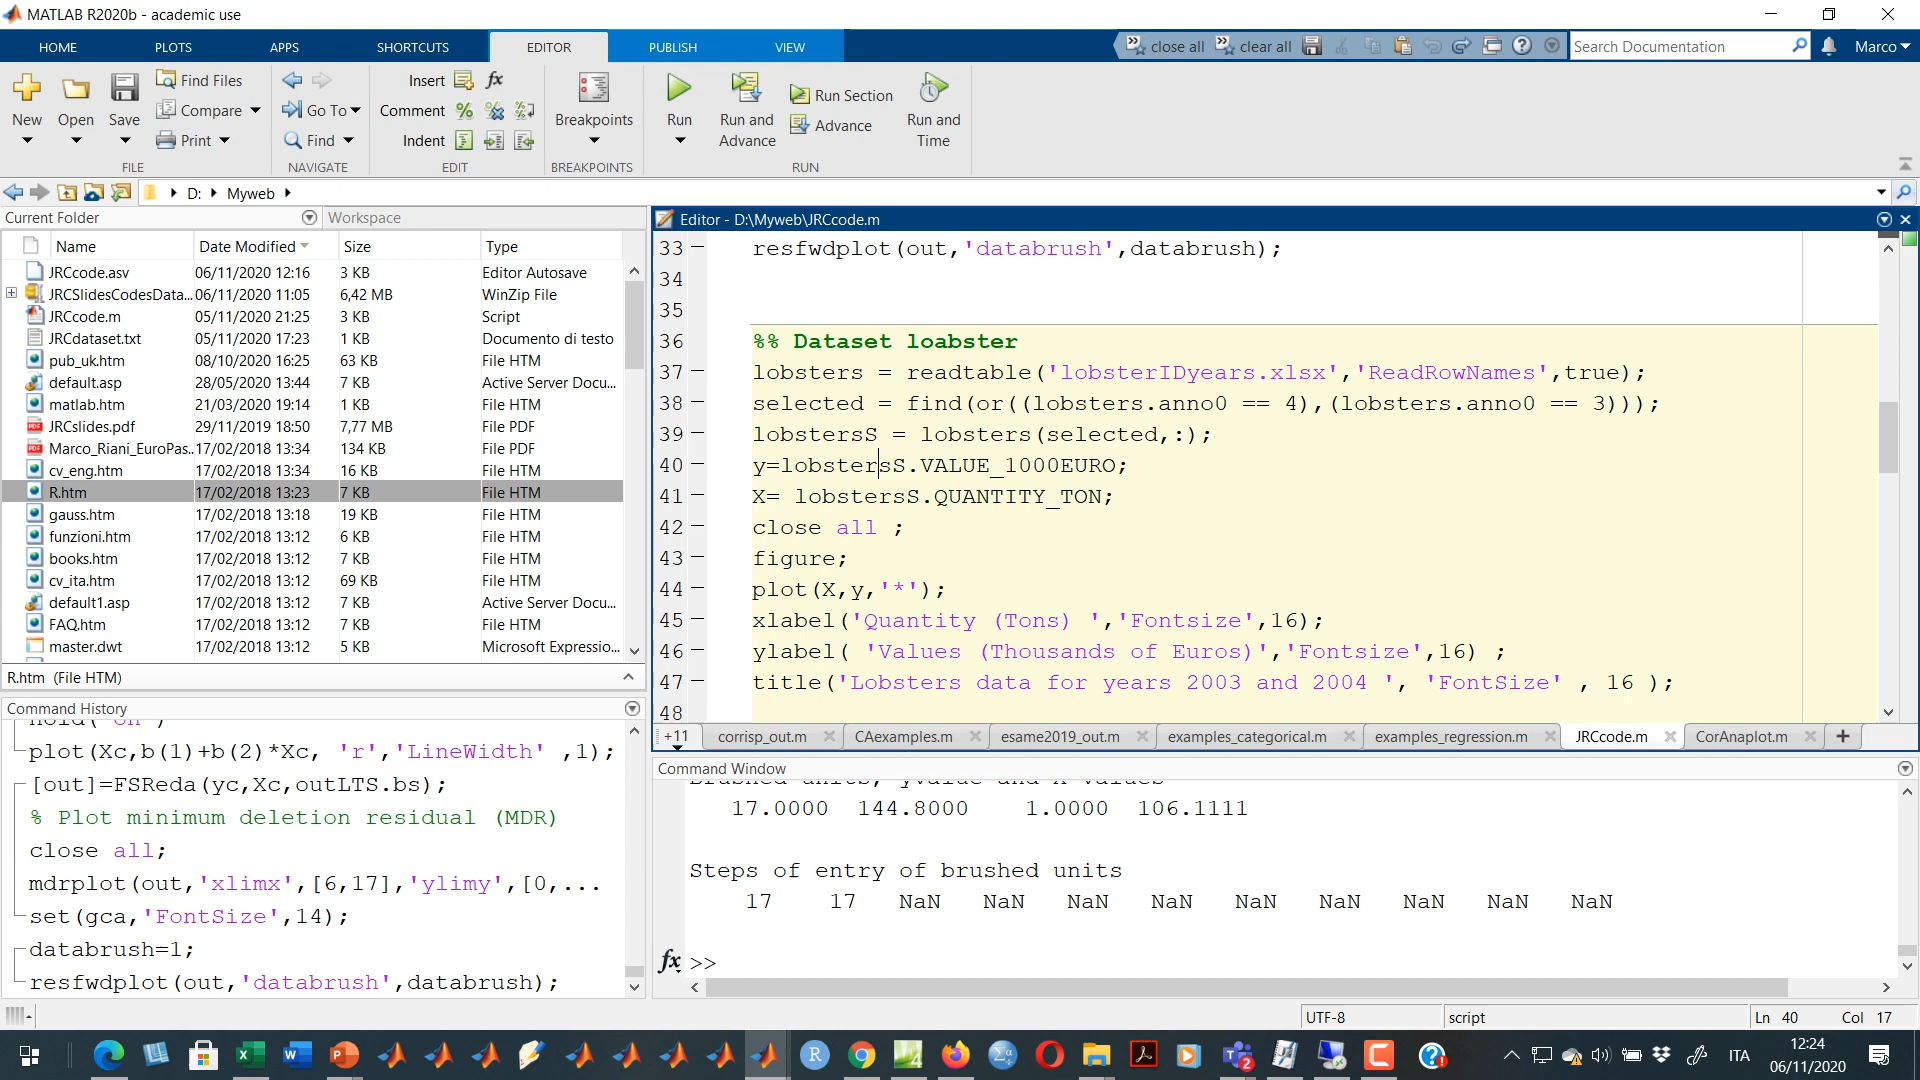 MATLAB R2020b - academic use
HOME PLOTS APPS SHORTCUTS EDITOR PUBLISH VIEW close all clear all Search Documentation Marco
New Open Save Find Files Compare Print
Go To Find
Insert fx Comment Indent
Breakpoints
Run Run and Advance Run Section Advance Run and Time
FILE NAVIGATE EDIT BREAKPOINTS RUN
D: Myweb
Current Folder Workspace
Name Date Modified Size Type
JRCcode.asv 06/11/2020 12:16 3 KB Editor Autosave
JRCSlidesCodesData... 06/11/2020 11:05 6,42 MB WinZip File
JRCcode.m 05/11/2020 21:25 3 KB Script
JRCdataset.txt 05/11/2020 17:23 1 KB Documento di testo
pub_uk.htm 08/10/2020 16:25 63 KB File HTM
default.asp 28/05/2020 13:44 7 KB Active Server Docu...
matlab.htm 21/03/2020 19:14 1 KB File HTM
JRCslides.pdf 29/11/2019 18:50 7,77 MB File PDF
Marco_Riani_EuroPas... 17/02/2018 13:34 134 KB File PDF
cv_eng.htm 17/02/2018 13:34 16 KB File HTM
R.htm 17/02/2018 13:23 7 KB File HTM
gauss.htm 17/02/2018 13:18 19 KB File HTM
funzioni.htm 17/02/2018 13:12 6 KB File HTM
books.htm 17/02/2018 13:12 7 KB File HTM
cv_ita.htm 17/02/2018 13:12 69 KB File HTM
default1.asp 17/02/2018 13:12 7 KB Active Server Docu...
FAQ.htm 17/02/2018 13:12 7 KB File HTM
master.dwt 17/02/2018 13:12 5 KB Microsoft Expressio...
R.htm (File HTM)
Command History
hold('on')
plot(Xc,b(1)+b(2)*Xc, 'r','LineWidth' ,1);
[out]=FSReda(yc,Xc,outLTS.bs);
% Plot minimum deletion residual (MDR)
close all;
mdrplot(out,'xlimx',[6,17],'ylimy',[0,...
set(gca,'FontSize',14);
databrush=1;
resfwdplot(out,'databrush',databrush);
Editor - D:\Myweb\JRCcode.m
33 resfwdplot(out,'databrush',databrush);
34
35
36 %% Dataset loabster
37 lobsters = readtable('lobsterIDyears.xlsx','ReadRowNames',true);
38 selected = find(or((lobsters.anno0 == 4),(lobsters.anno0 == 3)));
39 lobstersS = lobsters(selected,:);
40 y=lobstersS.VALUE_1000EURO;
41 X= lobstersS.QUANTITY_TON;
42 close all ;
43 figure;
44 plot(X,y,'*');
45 xlabel('Quantity (Tons) ','Fontsize',16);
46 ylabel( 'Values (Thousands of Euros)','Fontsize',16) ;
47 title('Lobsters data for years 2003 and 2004 ', 'FontSize' , 16 );
48
+11 corrisp_out.m CAexamples.m esame2019_out.m examples_categorical.m examples_regression.m JRCcode.m CorAnaplot.m
Command Window
Brushed units, yvalue and X values
17.0000 144.8000 1.0000 106.1111
Steps of entry of brushed units
17 17 NaN NaN NaN NaN NaN NaN NaN NaN NaN
fx >>
UTF-8 script Ln 40 Col 17
ITA 12:24
06/11/2020